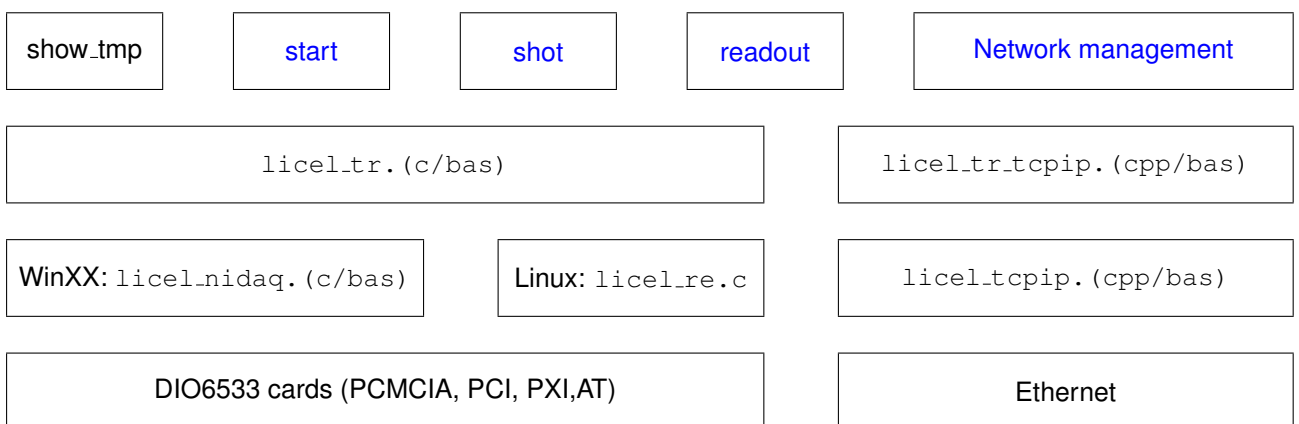 show_tmp
start
shot
readout
Network management
licel_tr.(c/bas)
licel_tr_tcpip.(cpp/bas)
WinXX: licel_nidaq.(c/bas)
Linux: licel_re.c
licel_tcpip.(cpp/bas)
DIO6533 cards (PCMCIA, PCI, PXI,AT)
Ethernet